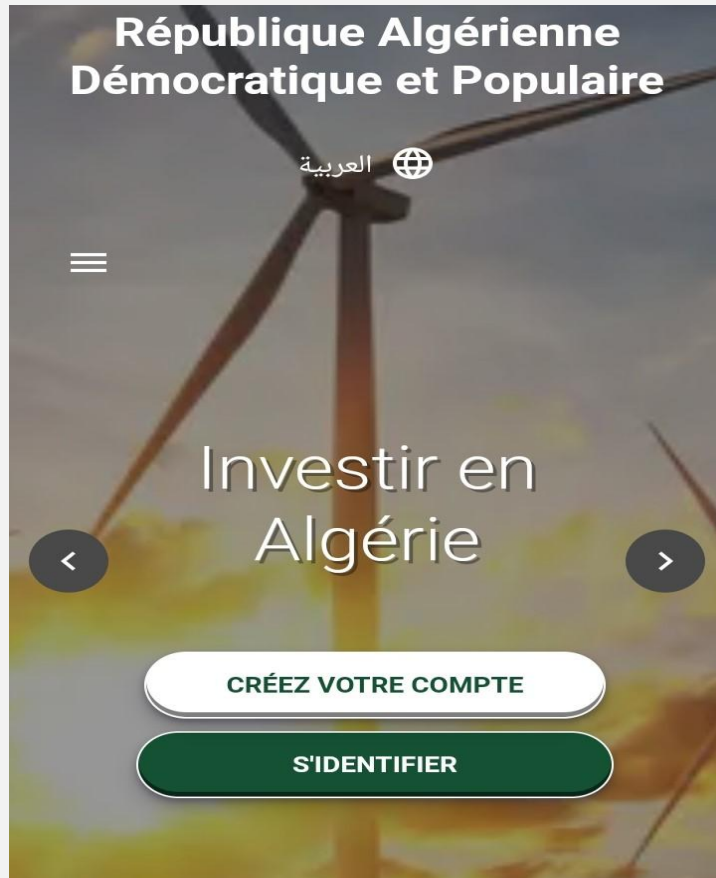 République Algérienne
Démocratique et Populaire
العربية
Investir en
Algérie
CRÉEZ VOTRE COMPTE
S'IDENTIFIER